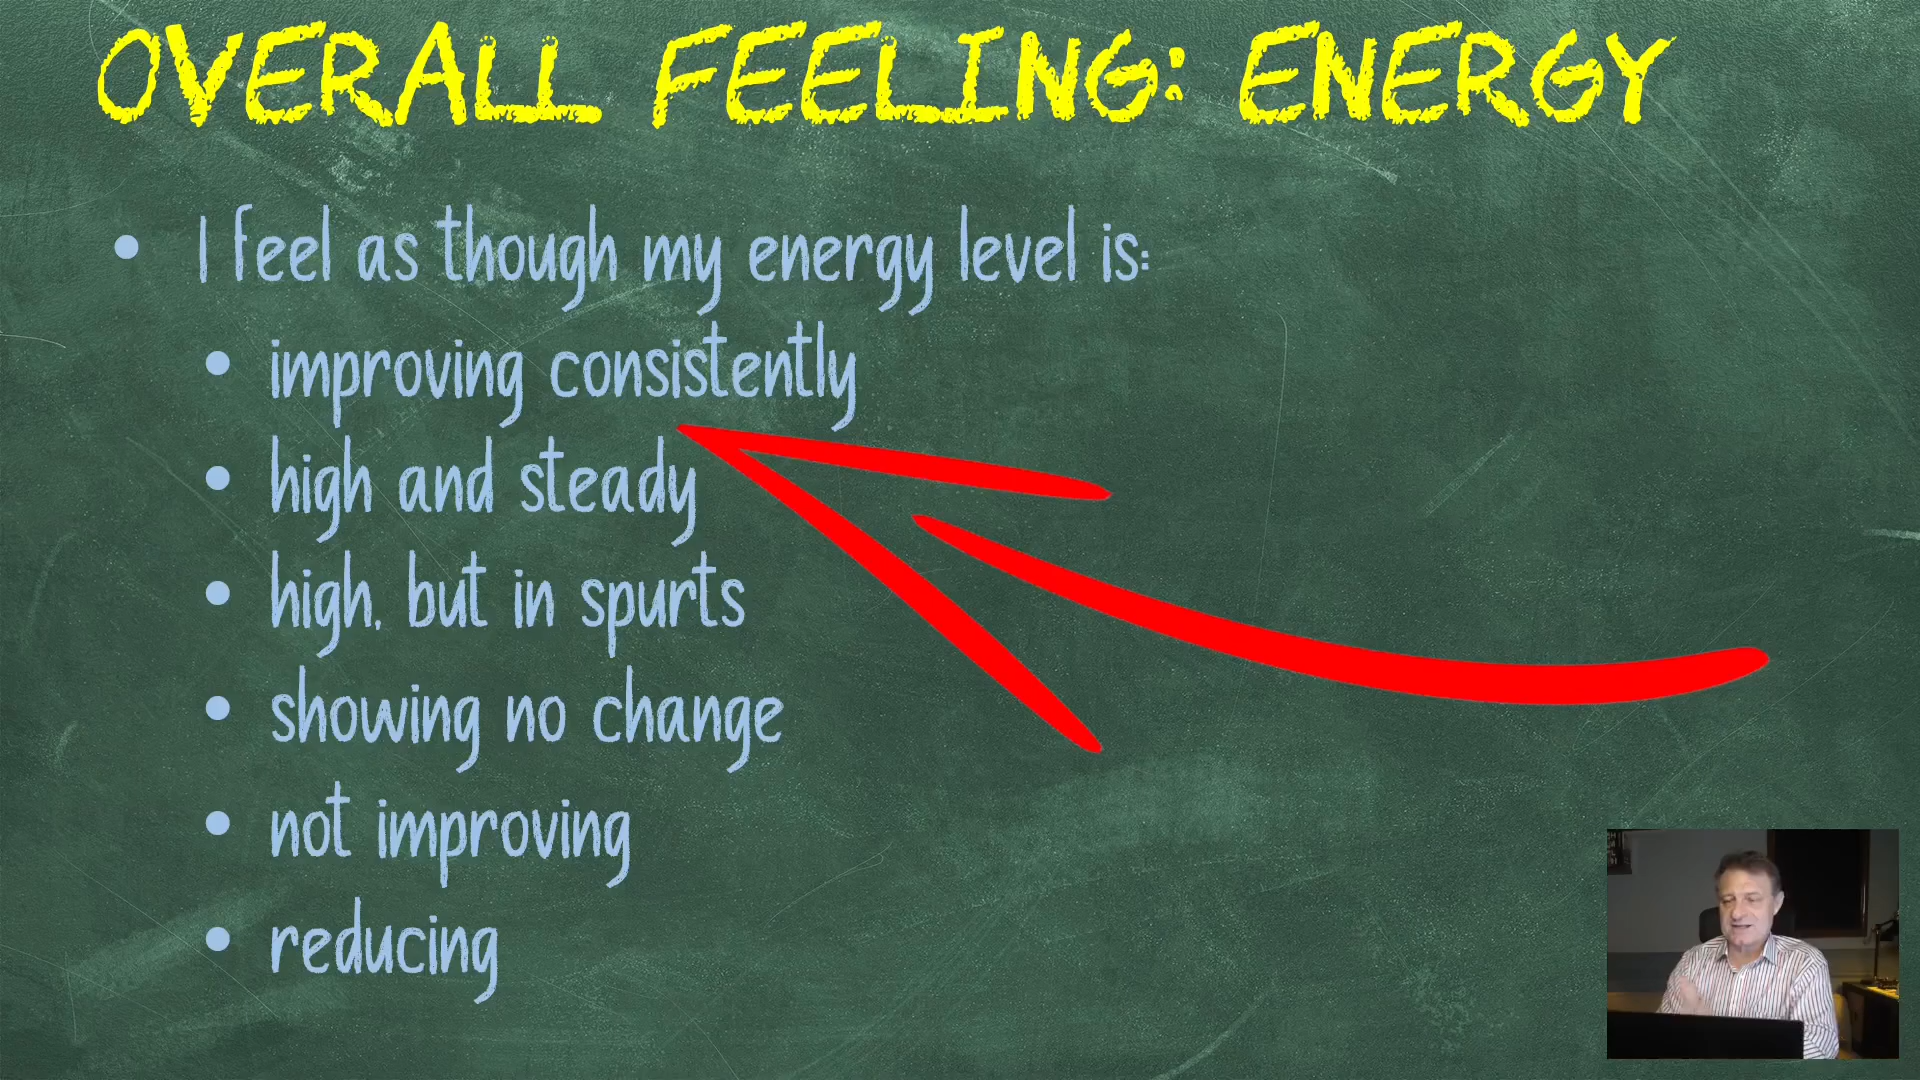 OVERALL FEELING: ENERGY
• I feel as though my energy level is:
• improving consistently
• high and steady
• high, but in spurts
• showing no change
• not improving
• reducing